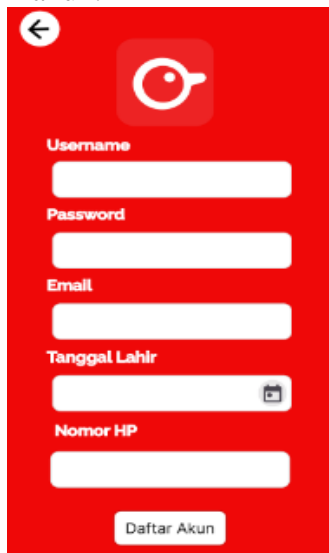 Username
Password
Email
Tanggal Lahir
Nomor HP
Daftar Akun